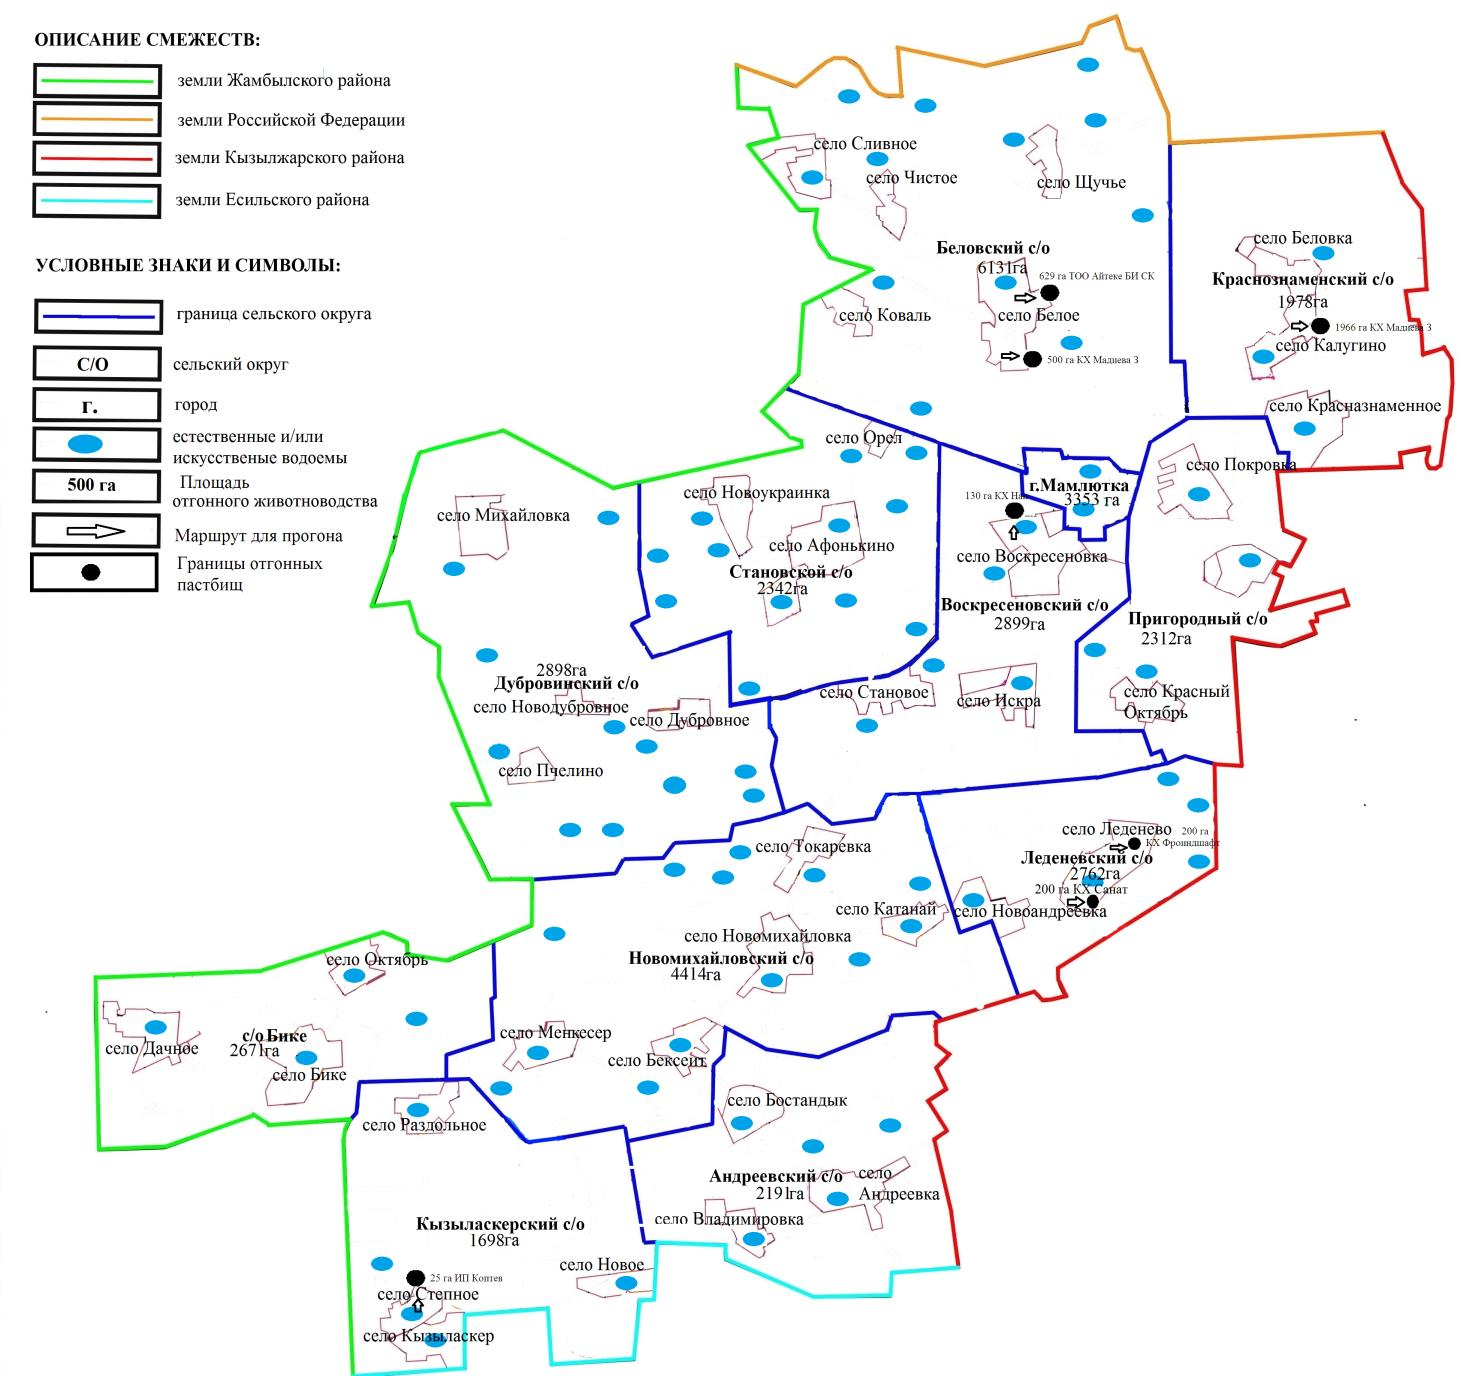 ОПИСАНИЕ СМЕЖЕСТВ:
земли Жамбылского района
земли Российской Федерации
земли Кызылжарского района
земли Есильского района
УСЛОВНЫЕ ЗНАКИ И СИМВОЛЫ:
граница сельского округа
С/О
сельский округ
г.
город
естественные и/или
искусственые водоемы
500 га
Площадь
отгонного животноводства
Маршрут для прогона
Границы отгонных
пастбищ
село Сливное
село Чистое
село Щучье
Беловский с/о
6131га
629 га ТОО Айтеке БИ СК
село Белое
село Коваль
500 га КХ Мадиева З
село Беловка
Краснознаменский с/о
1978га
1966 га КХ Мадиева З
село Калугино
село Красназнаменное
село Орел
село Покровка
г.Мамлютка
3353 га
130 га КХ
село Новоукраинка
село Михайловка
село Афонькино
село Воскресеновка
Становской с/о
2342га
Воскресеновский с/о
2899га
Пригородный с/о
2312га
2898га
Дубровинский с/о
село Новодубровное
село Дубровное
село Становое
село Искра
село Красный
Октябрь
село Пчелино
село Токаревка
село Леденево
200 га
КХ Фроиндшафт
Леденевский с/о
2762га
200 га КХ Санат
село Новоандреевка
село Катанай
село Новомихайловка
Новомихайловский с/о
4414га
село Октябрь
с/о Бике
2671га
село Дачное
село Бике
село Менкесер
село Бексеит
село Раздольное
село Бостандык
Андреевский с/о
2191га
село
Андреевка
село Владимировка
Кызыласкерский с/о
1698га
село Новое
25 га ИП Коптев
село Степное
село Кызыласкер